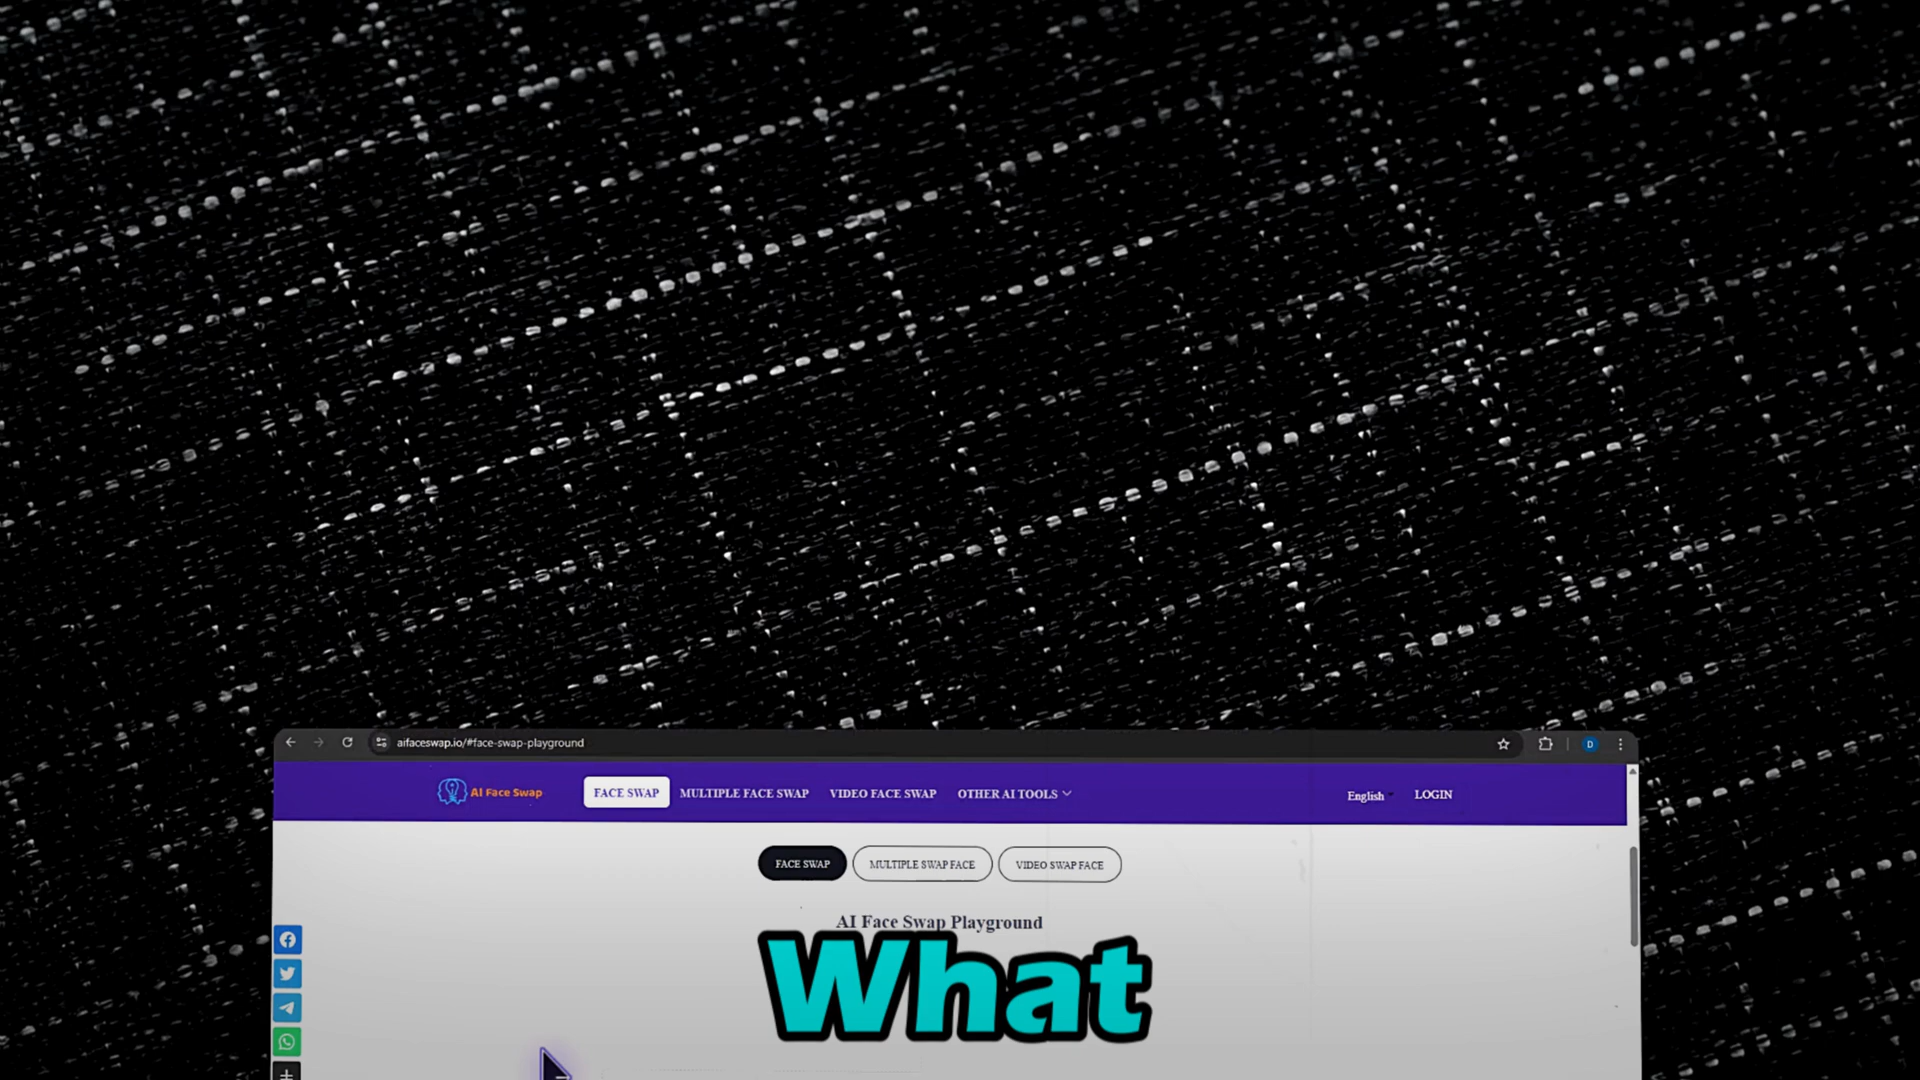 aifaceswap.io/#face-swap-playground
D
AI Face Swap
FACE SWAP
MULTIPLE FACE SWAP
VIDEO FACE SWAP
OTHER AI TOOLS
English
LOGIN
FACE SWAP
MULTIPLE SWAP FACE
VIDEO SWAP FACE
AI Face Swap Playground
What